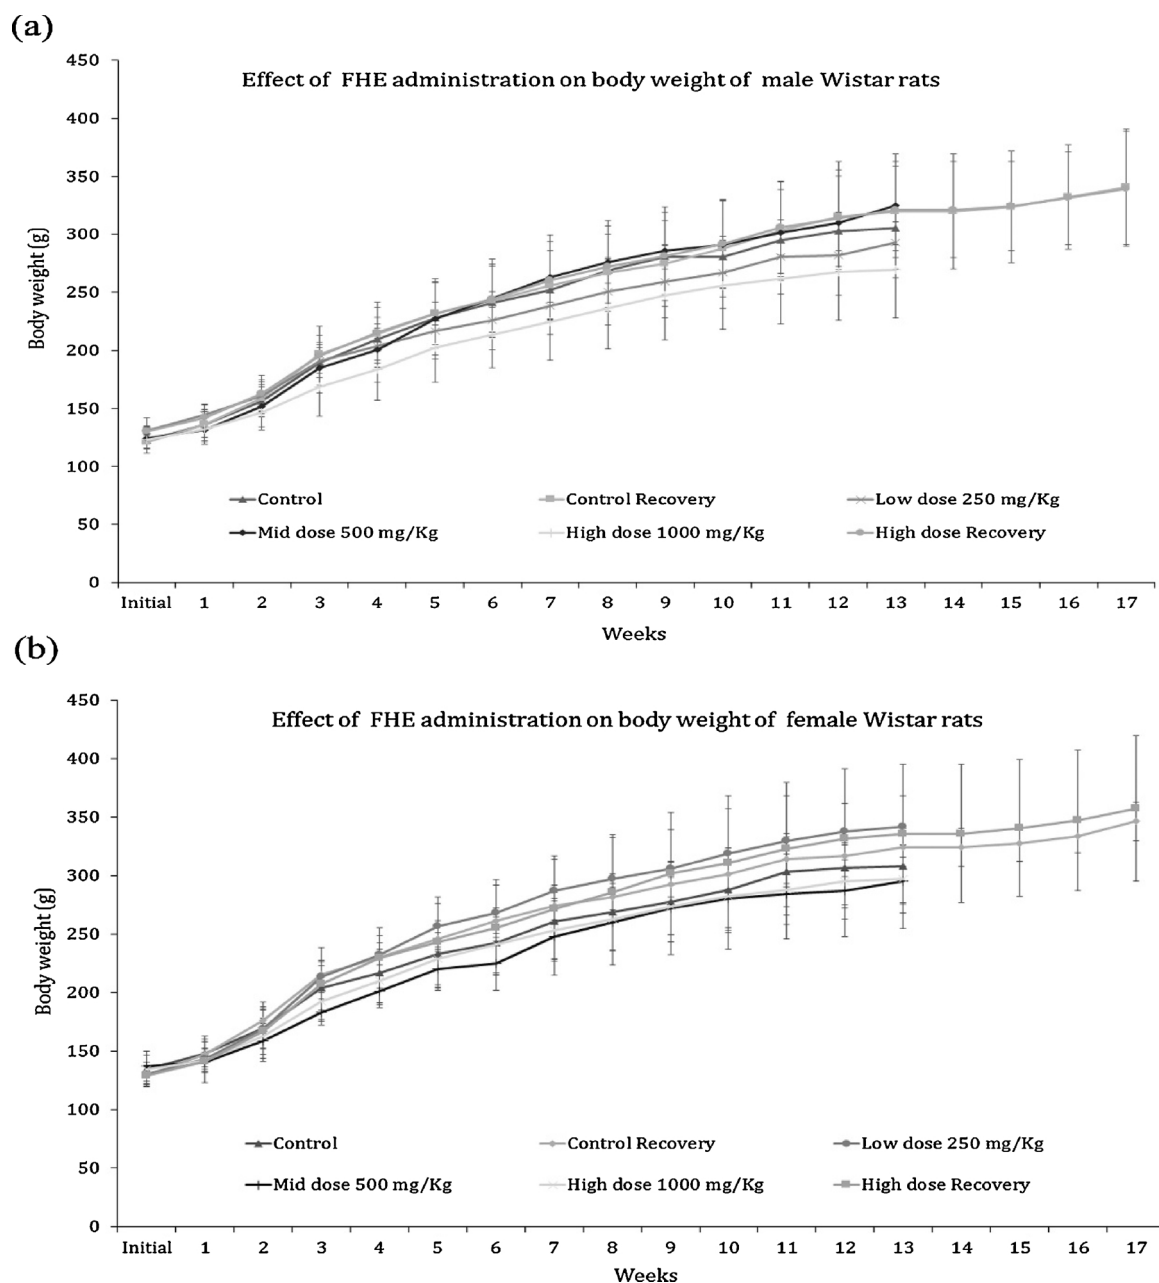 (a)
450
Effect of FHE administration on body weight of male Wistar rats
400
350
300
250
200
150
100
50
0
Body weight (g)
Control Control Recovery Low dose 250 mg/Kg
Mid dose 500 mg/Kg High dose 1000 mg/Kg High dose Recovery
Initial 1 2 3 4 5 6 7 8 9 10 11 12 13 14 15 16 17
Weeks
(b)
450
Effect of FHE administration on body weight of female Wistar rats
400
350
300
250
200
150
100
50
0
Body weight (g)
Control Control Recovery Low dose 250 mg/Kg
Mid dose 500 mg/Kg High dose 1000 mg/Kg High dose Recovery
Initial 1 2 3 4 5 6 7 8 9 10 11 12 13 14 15 16 17
Weeks